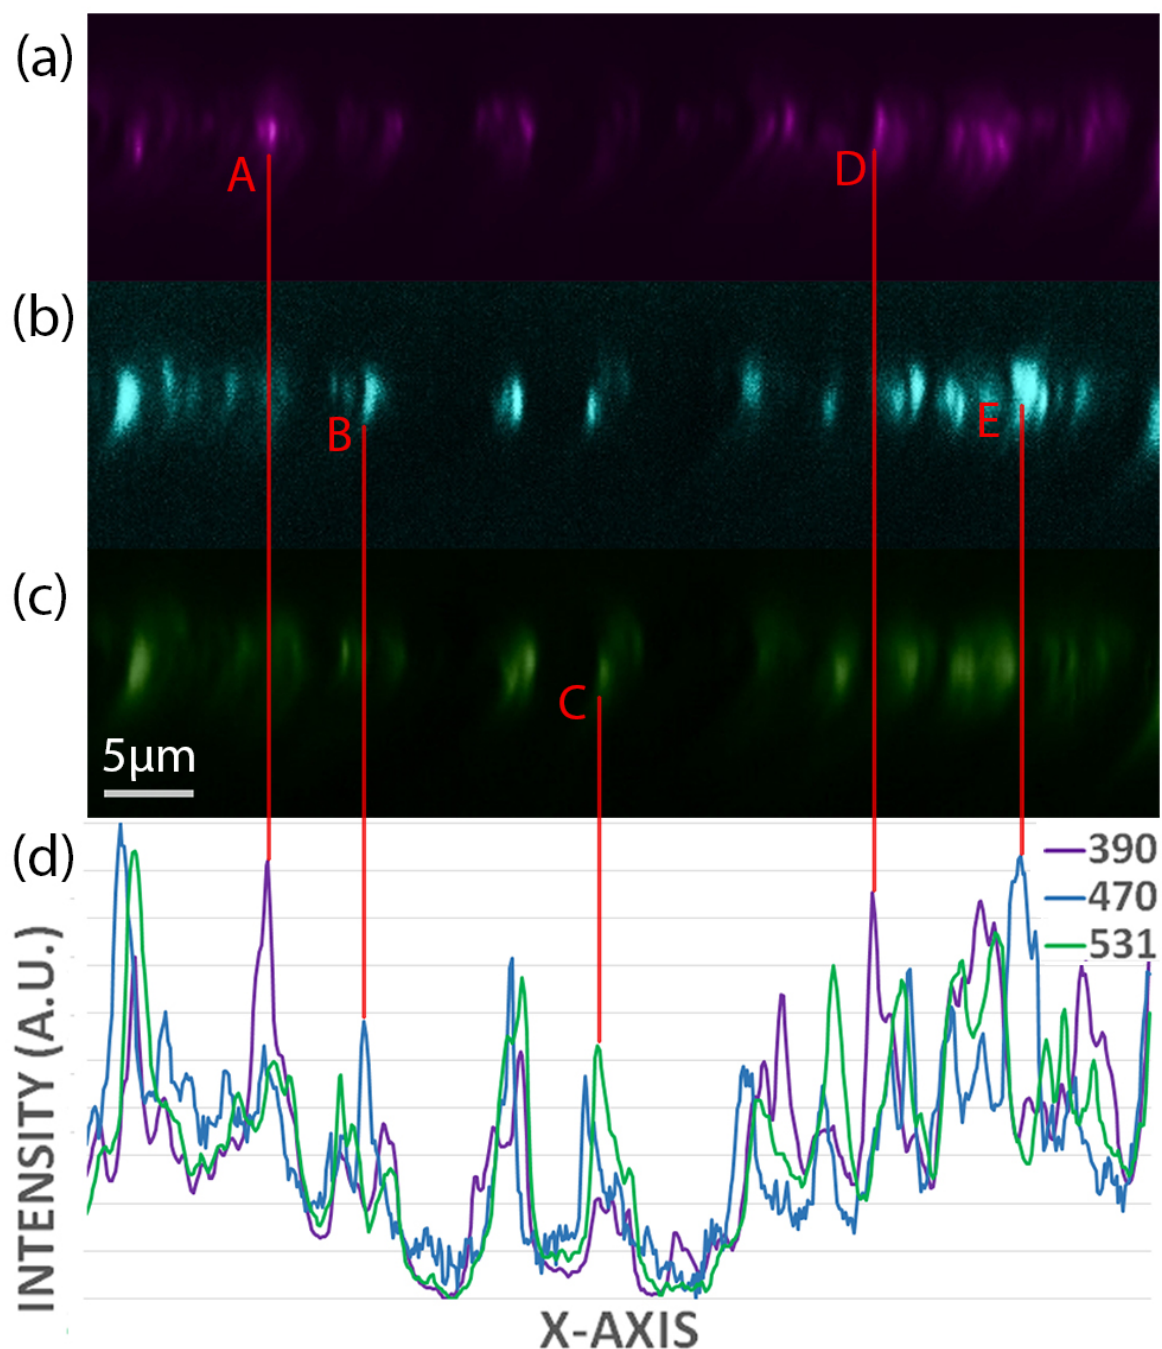 (a)
A
D
(b)
B
E
(c)
C
5μm
(d)
390
470
531
INTENSITY (A.U.)
X-AXIS